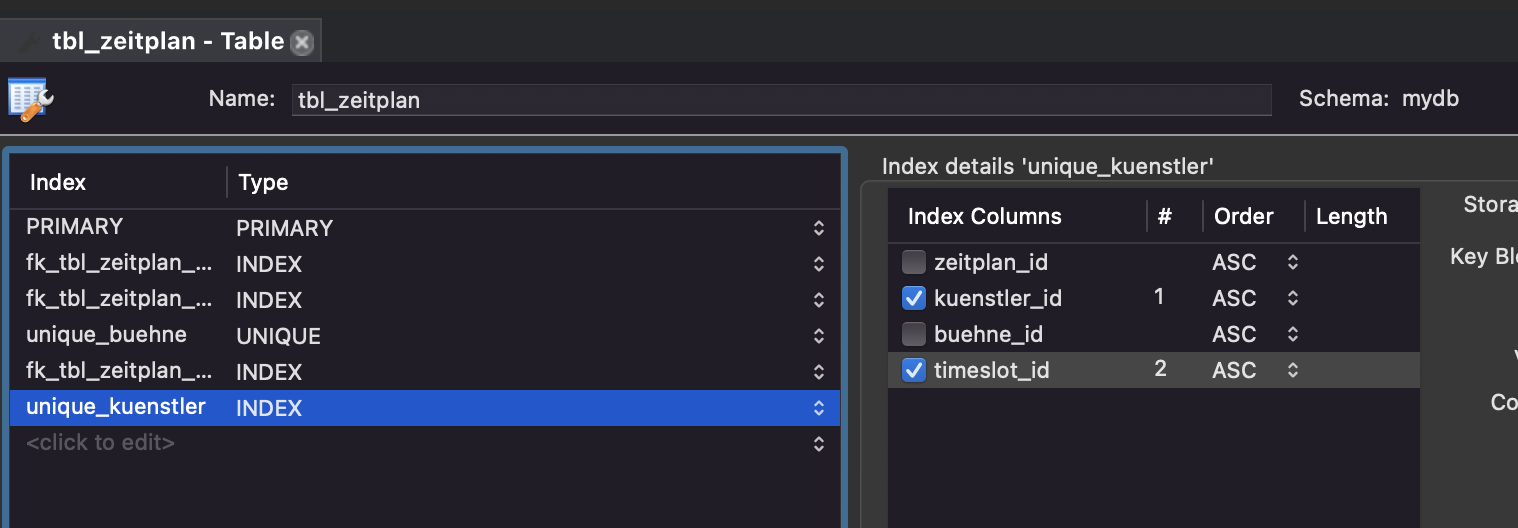 tbl_zeitplan - Table
Name: tbl_zeitplan Schema: mydb
Index Type
PRIMARY PRIMARY
fk_tbl_zeitplan_... INDEX
fk_tbl_zeitplan_... INDEX
unique_buehne UNIQUE
fk_tbl_zeitplan_... INDEX
unique_kuenstler INDEX
<click to edit>
Index details 'unique_kuenstler'
Index Columns # Order Length
zeitplan_id ASC
kuenstler_id 1 ASC
buehne_id ASC
timeslot_id 2 ASC
Stora
Key Blo
Co